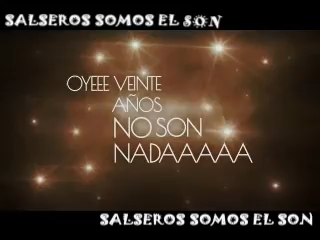 SALSEROS SOMOS EL SON
OYEEE VEINTE
AÑOS
NO SON
NADAAAAA
SALSEROS SOMOS EL SON